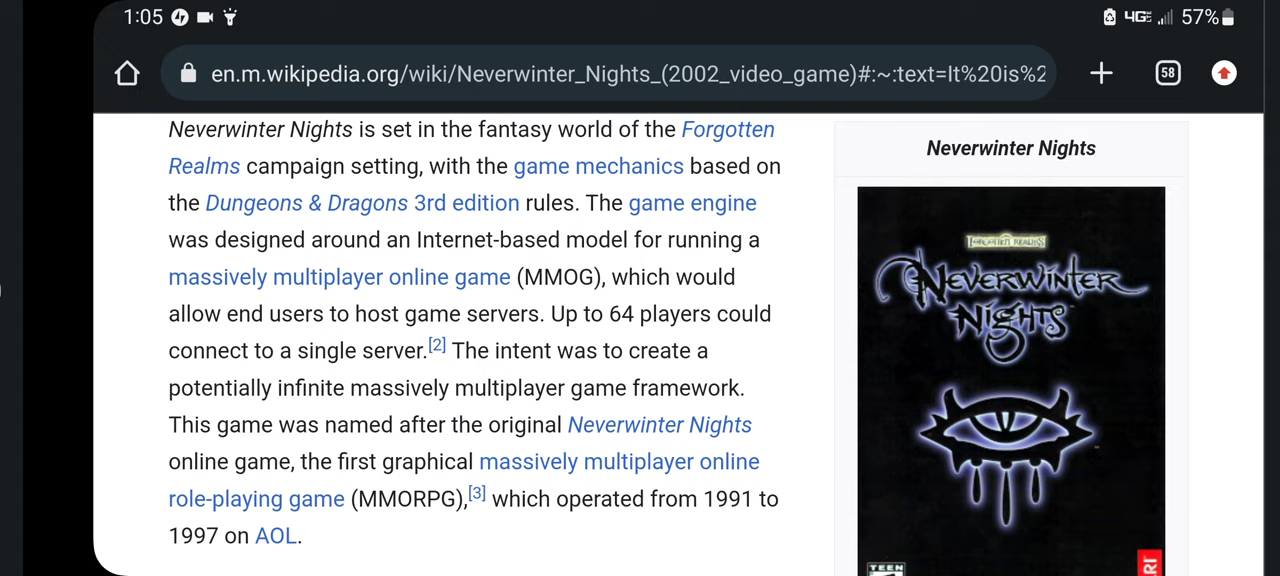 1:05
4G
57%
en.m.wikipedia.org/wiki/Neverwinter_Nights_(2002_video_game)#:~:text=It%20is%2
58
Neverwinter Nights is set in the fantasy world of the Forgotten
Realms campaign setting, with the game mechanics based on
the Dungeons & Dragons 3rd edition rules. The game engine
was designed around an Internet-based model for running a
massively multiplayer online game (MMOG), which would
allow end users to host game servers. Up to 64 players could
connect to a single server.[2] The intent was to create a
potentially infinite massively multiplayer game framework.
This game was named after the original Neverwinter Nights
online game, the first graphical massively multiplayer online
role-playing game (MMORPG),[3] which operated from 1991 to
1997 on AOL.
Neverwinter Nights
FORGOTTEN REALMS
NEVERWINTER
NIGHTS
TEEN